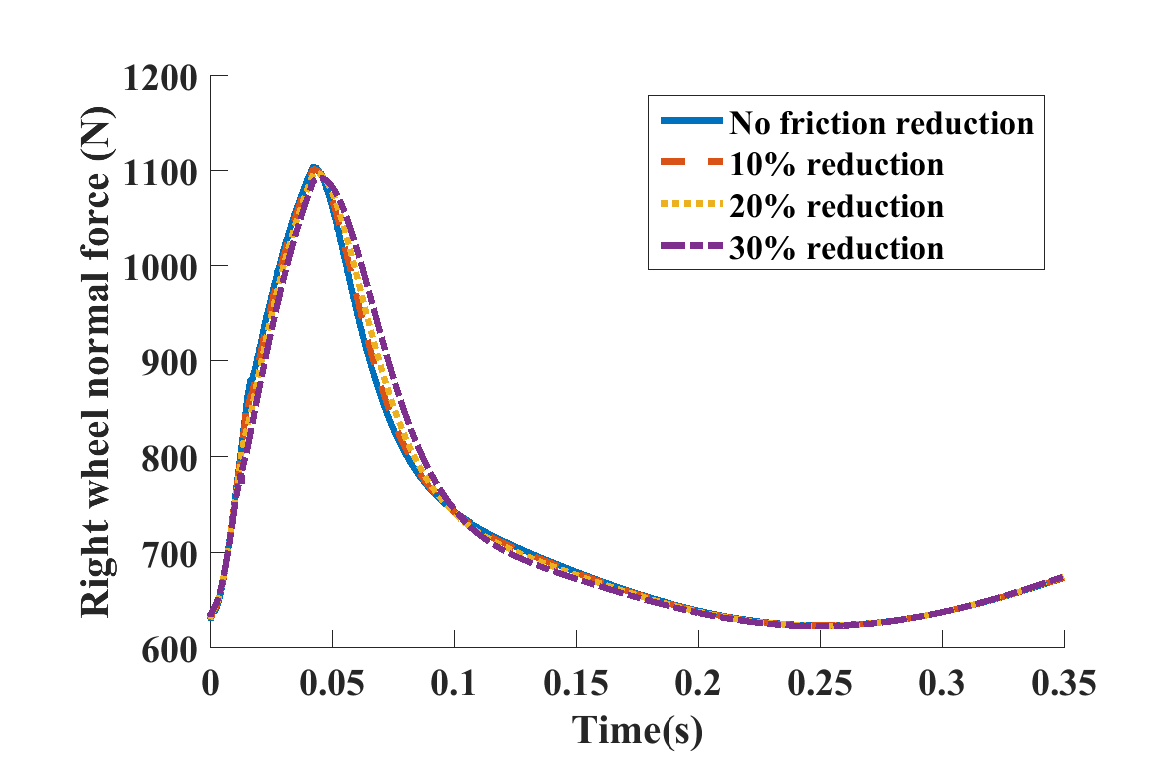 Right wheel normal force (N)
1200
1100
1000
900
800
700
600
No friction reduction
10% reduction
20% reduction
30% reduction
0 0.05 0.1 0.15 0.2 0.25 0.3 0.35
Time(s)